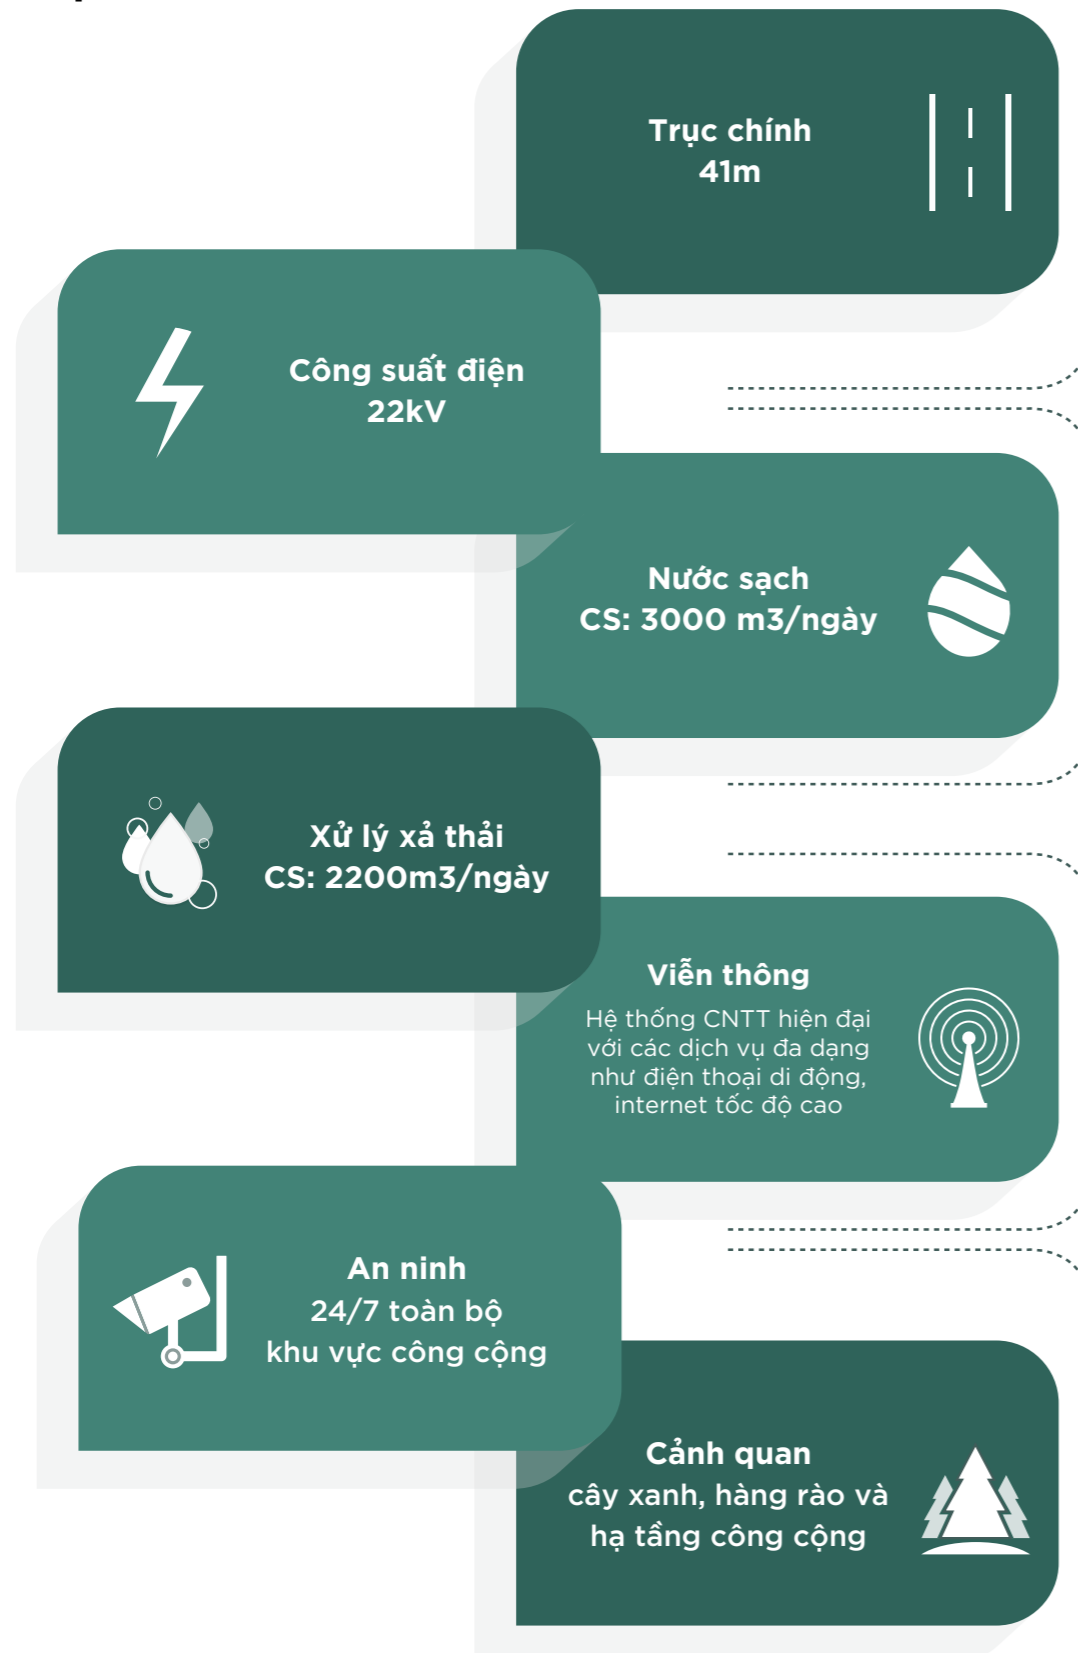 Trục chính
41m
Công suất điện
22kV
Nước sạch
CS: 3000 m3/ngày
Xử lý xả thải
CS: 2200m3/ngày
Viễn thông
Hệ thống CNTT hiện đại
với các dịch vụ đa dạng
như điện thoại di động,
internet tốc độ cao
An ninh
24/7 toàn bộ
khu vực công cộng
Cảnh quan
cây xanh, hàng rào và
hạ tầng công cộng